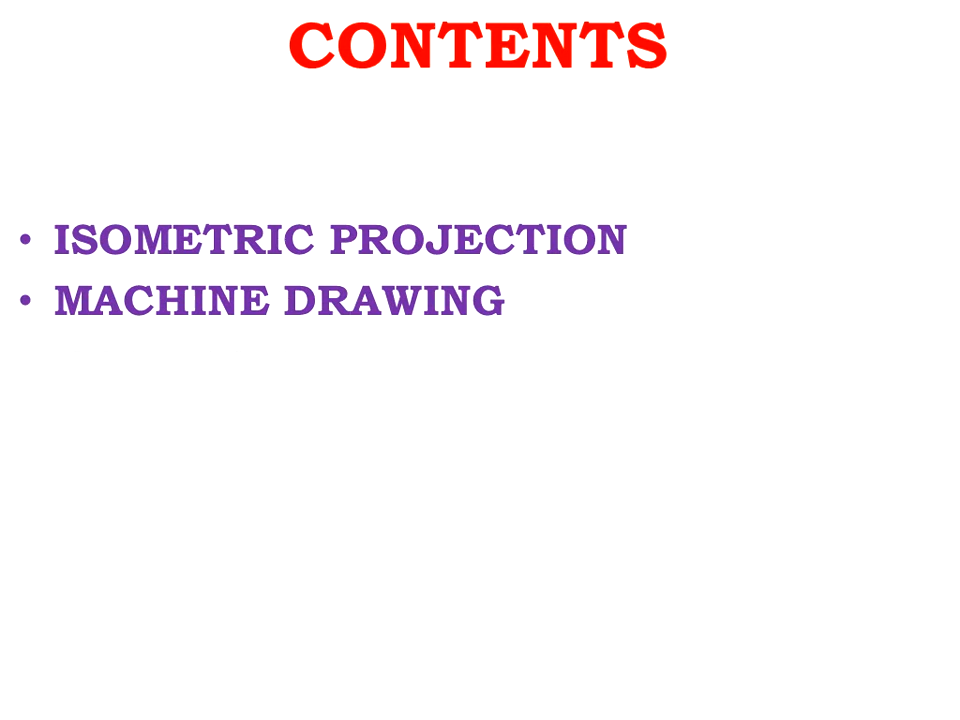 CONTENTS
• ISOMETRIC PROJECTION
• MACHINE DRAWING